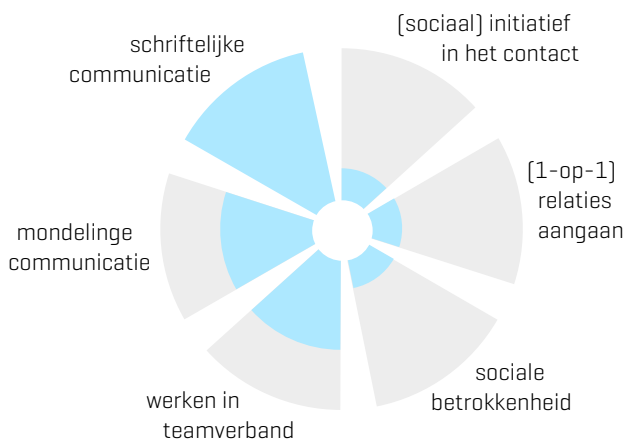 (sociaal) initiatief
in het contact
(1-op-1)
relaties
aangaan
sociale
betrokkenheid
werken in
teamverband
mondelinge
communicatie
schriftelijke
communicatie